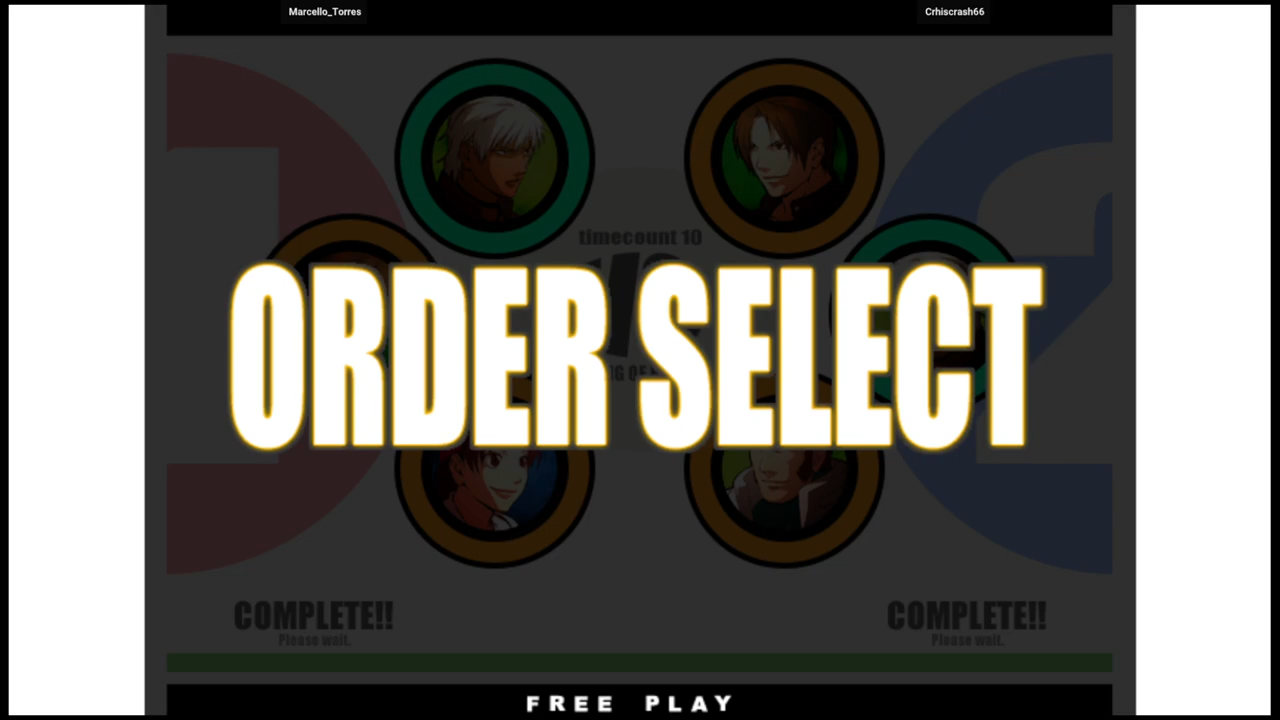 Marcello_Torres
Crhiscrash66
timecount 10
ORDER SELECT
COMPLETE!!
Please wait.
COMPLETE!!
Please wait.
FREE PLAY